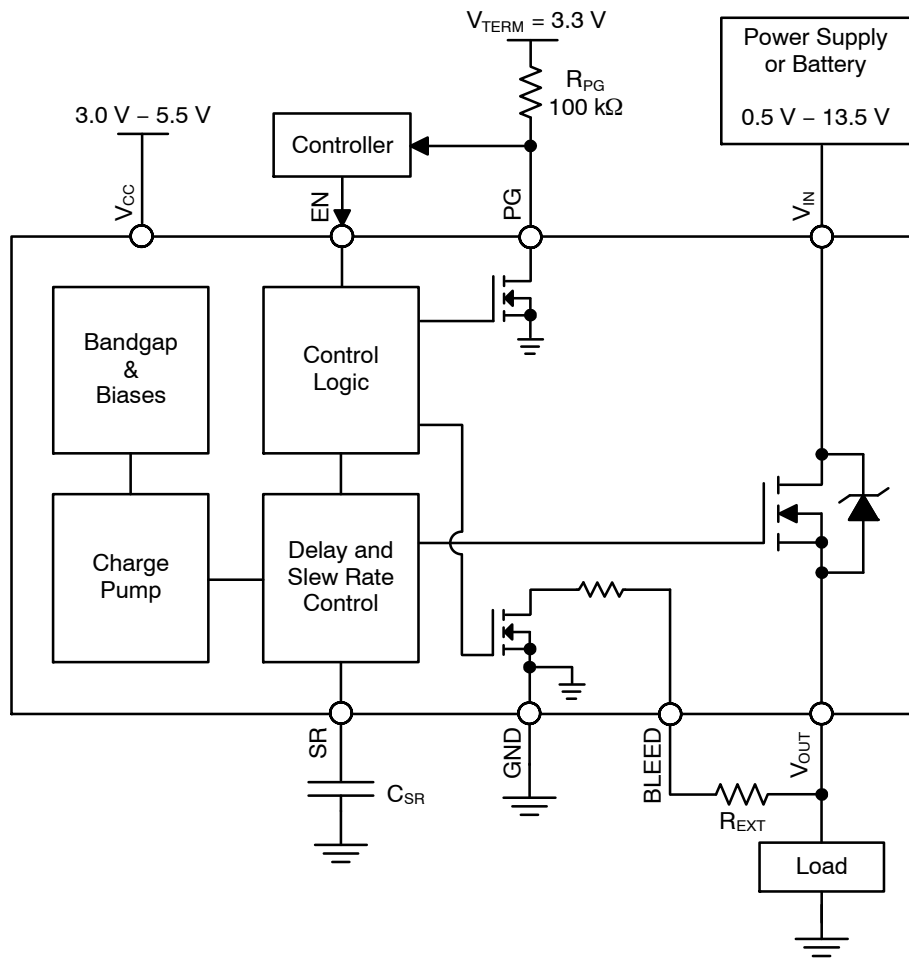 V_TERM = 3.3 V
Power Supply
or Battery
0.5 V – 13.5 V
R_PG
100 kΩ
3.0 V – 5.5 V
Controller
V_CC
EN
PG
V_IN
Bandgap
&
Biases
Control
Logic
Charge
Pump
Delay and
Slew Rate
Control
SR
GND
BLEED
V_OUT
C_SR
R_EXT
Load